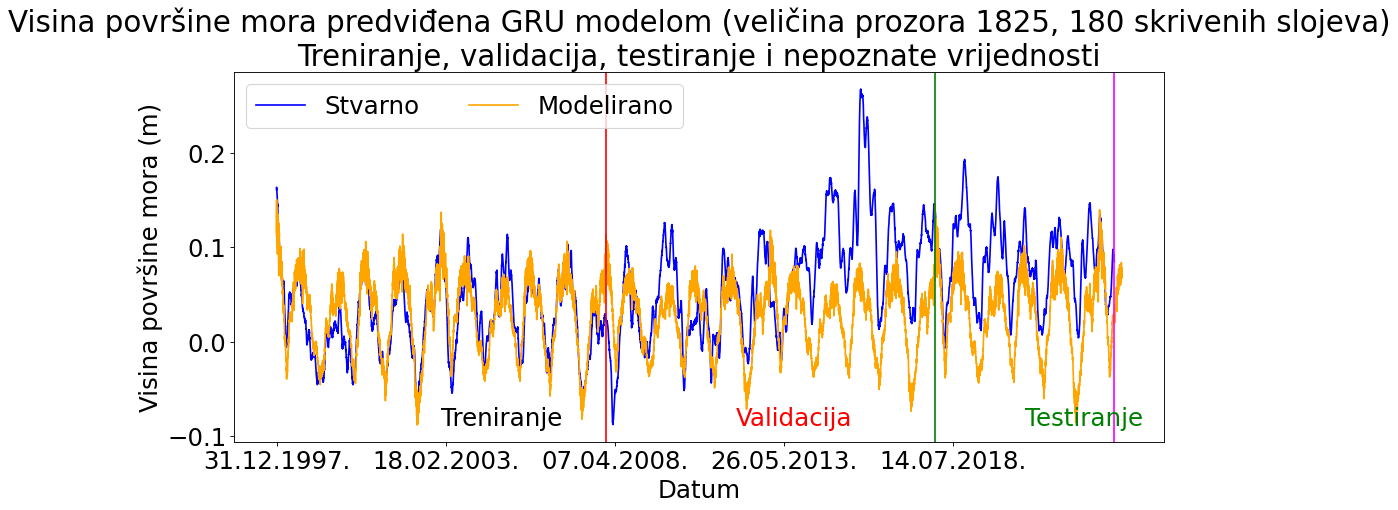 Visina površine mora predviđena GRU modelom (veličina prozora 1825, 180 skrivenih slojeva)
Treniranje, validacija, testiranje i nepoznate vrijednosti
Stvarno Modelirano
Visina površine mora (m)
0.2
0.1
0.0
−0.1
Treniranje Validacija Testiranje
31.12.1997. 18.02.2003. 07.04.2008. 26.05.2013. 14.07.2018.
Datum